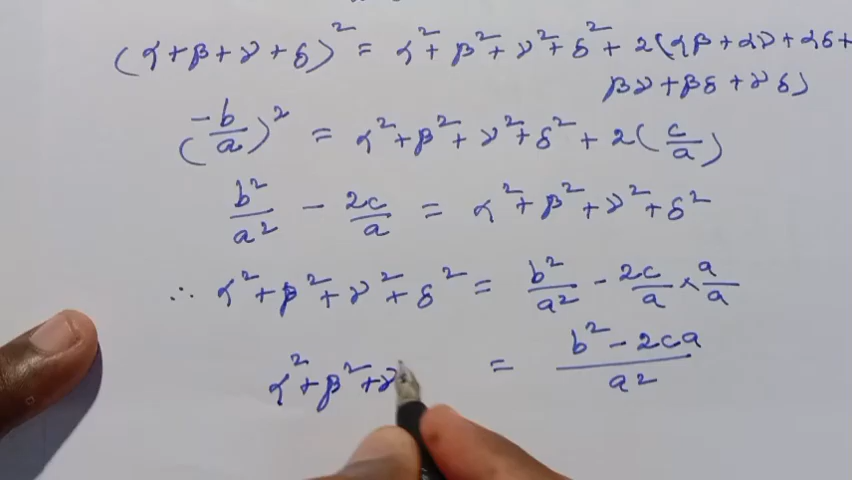 (α+β+γ+δ)² = α²+β²+γ²+δ²+2(αβ+αγ+αδ+
βγ+βδ+γδ)
(-b/a)² = α²+β²+γ²+δ²+2(c/a)
b²/a² - 2c/a = α²+β²+γ²+δ²
∴ α²+β²+γ²+δ² = b²/a² - 2c/a × a/a
α²+β²+γ = b²-2ca/a²